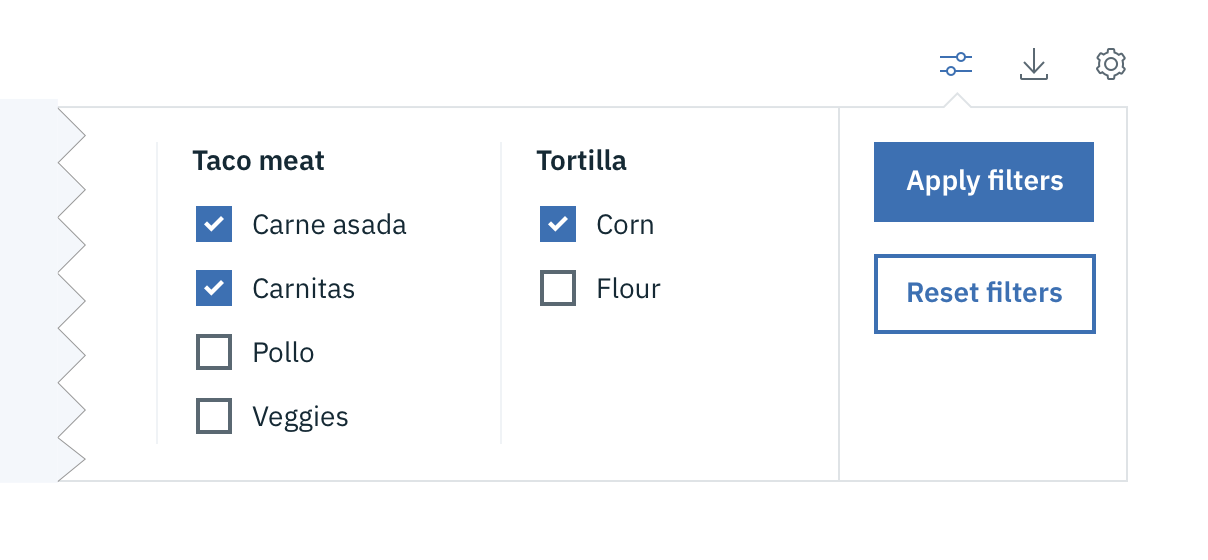 Taco meat
Carne asada
Carnitas
Pollo
Veggies
Tortilla
Corn
Flour
Apply filters
Reset filters